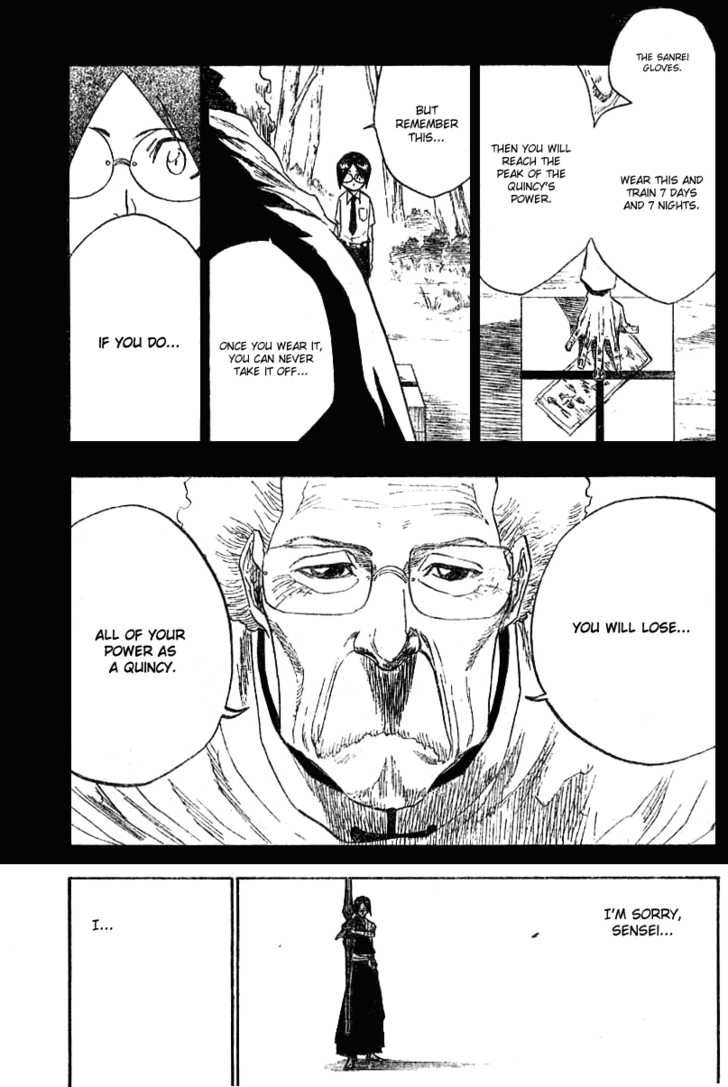 THE SANREI
GLOVES.
WEAR THIS AND
TRAIN 7 DAYS
AND 7 NIGHTS.
THEN YOU WILL
REACH THE
PEAK OF THE
QUINCY'S
POWER.
BUT
REMEMBER
THIS...
ONCE YOU WEAR IT,
YOU CAN NEVER
TAKE IT OFF...
IF YOU DO...
YOU WILL LOSE...
ALL OF YOUR
POWER AS
A QUINCY.
I'M SORRY,
SENSEI...
I...